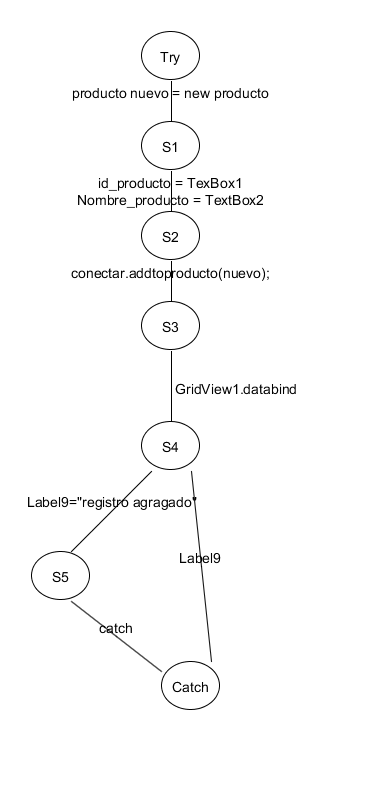 Try
producto nuevo = new producto
S1
id_producto = TexBox1
Nombre_producto = TextBox2
S2
conectar.addtoproducto(nuevo);
S3
GridView1.databind
S4
Label9="registro agragado"
Label9
S5
catch
Catch